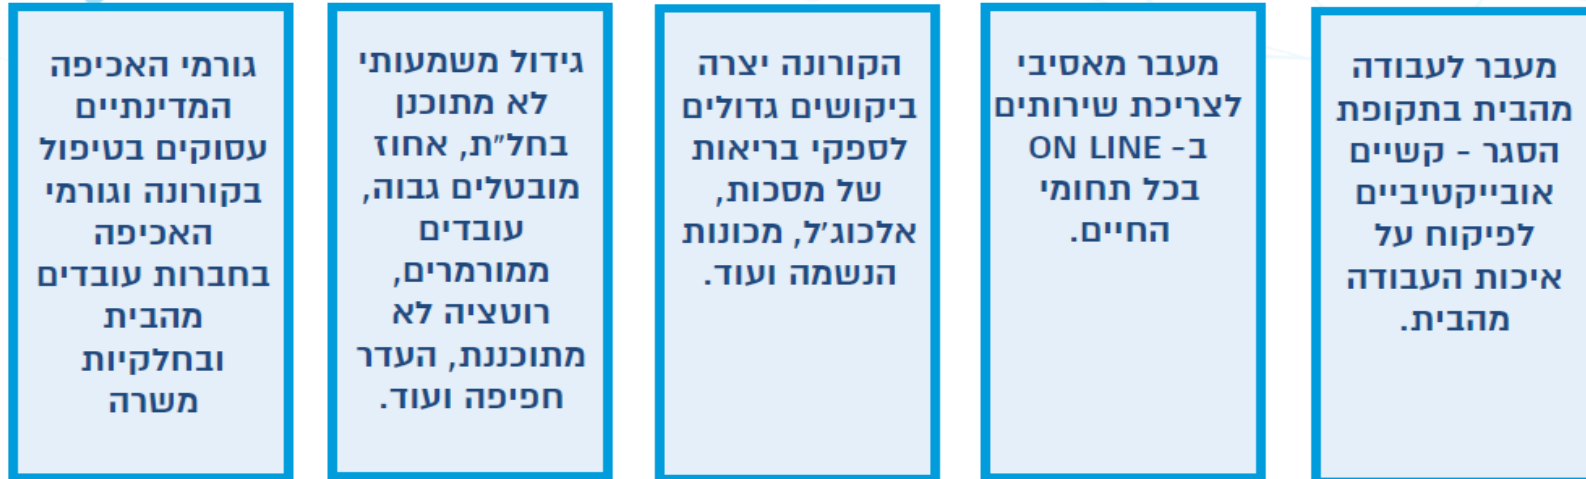 מעבר לעבודה
מהבית בתקופת
הסגר - קשיים
אובייקטיביים
לפיקוח על
איכות העבודה
מהבית.
מעבר מאסיבי
לצריכת שירותים
ב- ON LINE
בכל תחומי
החיים.
הקורונה יצרה
ביקושים גדולים
לספקי בריאות
של מסכות,
אלכוג'ל, מכונות
הנשמה ועוד.
גידול משמעותי
לא מתוכנן
בחל"ת, אחוז
מובטלים גבוה,
עובדים
ממורמרים,
רוטציה לא
מתוכננת, העדר
חפיפה ועוד.
גורמי האכיפה
המדינתיים
עסוקים בטיפול
בקורונה וגורמי
האכיפה
בחברות עובדים
מהבית
ובחלקיות
משרה